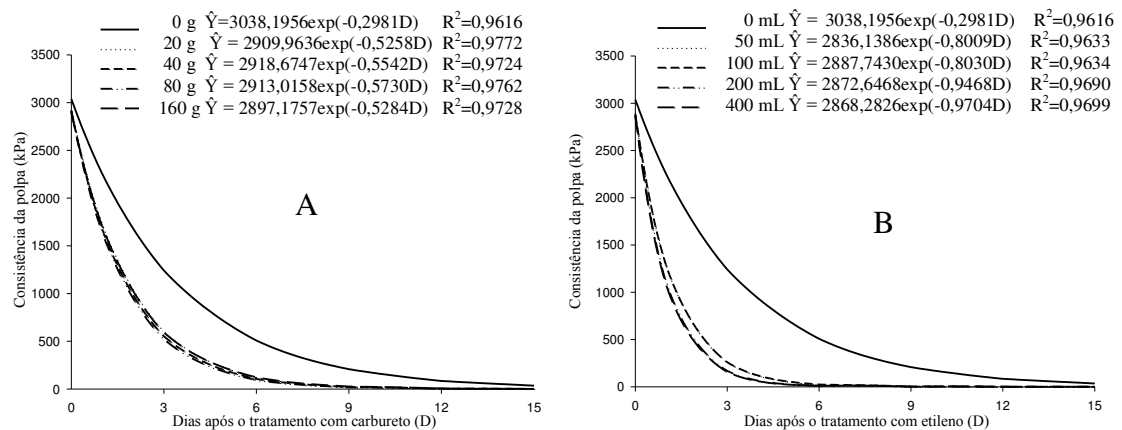 0 g Ŷ=3038,1956exp(-0,2981D) R²=0,9616
20 g Ŷ = 2909,9636exp(-0,5258D) R²=0,9772
40 g Ŷ = 2918,6747exp(-0,5542D) R²=0,9724
80 g Ŷ = 2913,0158exp(-0,5730D) R²=0,9762
160 g Ŷ = 2897,1757exp(-0,5284D) R²=0,9728
3500
3000
2500
2000
1500
1000
500
0
Consistência da polpa (kPa)
A
0 3 6 9 12 15
Dias após o tratamento com carbureto (D)
0 mL Ŷ = 3038,1956exp(-0,2981D) R²=0,9616
50 mL Ŷ = 2836,1386exp(-0,8009D) R²=0,9633
100 mL Ŷ = 2887,7430exp(-0,8030D) R²=0,9634
200 mL Ŷ = 2872,6468exp(-0,9468D) R²=0,9690
400 mL Ŷ = 2868,2826exp(-0,9704D) R²=0,9699
3500
3000
2500
2000
1500
1000
500
0
Consistência da polpa (kPa)
B
0 3 6 9 12 15
Dias após o tratamento com etileno (D)